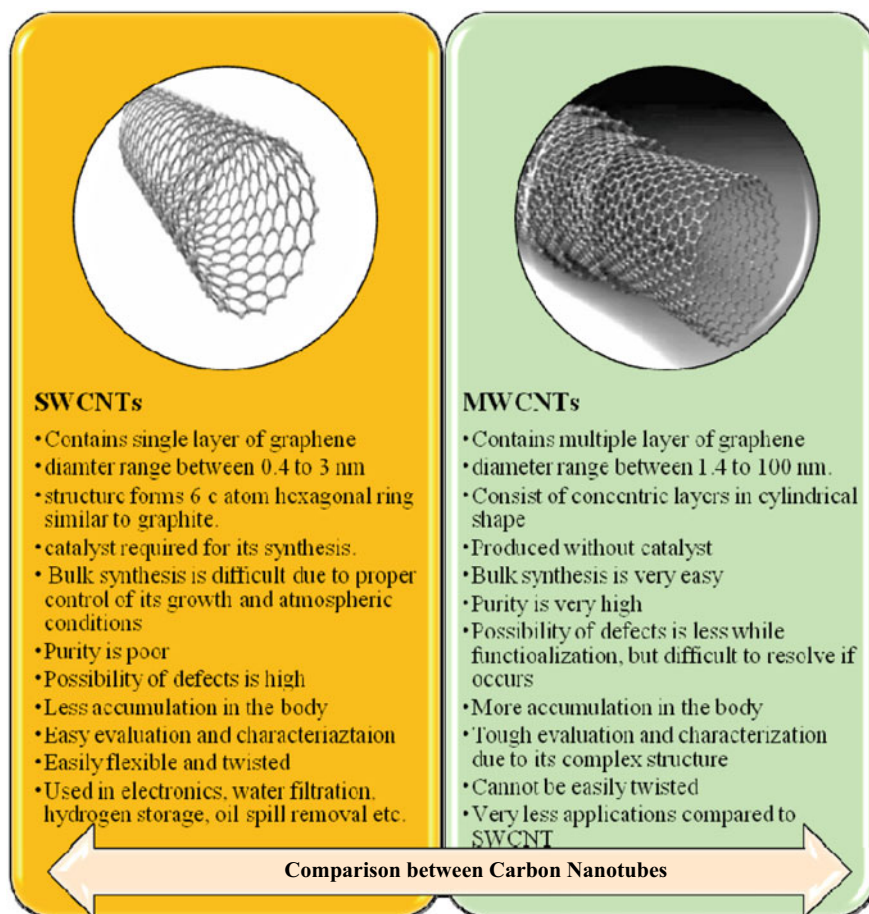 SWCNTs
•Contains single layer of graphene
•diamter range between 0.4 to 3 nm
•structure forms 6 c atom hexagonal ring
similar to graphite.
•catalyst required for its synthesis.
• Bulk synthesis is difficult due to proper
control of its growth and atmospheric
conditions
•Purity is poor
•Possibility of defects is high
•Less accumulation in the body
•Easy evaluation and characteriaztaion
•Easily flexible and twisted
•Used in electronics, water filtration,
hydrogen storage, oil spill removal etc.
MWCNTs
•Contains multiple layer of graphene
•diameter range between 1.4 to 100 nm.
•Consist of concentric layers in cylindrical
shape
•Produced without catalyst
•Bulk synthesis is very easy
•Purity is very high
•Possibility of defects is less while
functioalization, but difficult to resolve if
occurs
•More accumulation in the body
•Tough evaluation and characterization
due to its complex structure
•Cannot be easily twisted
•Very less applications compared to
SWCNT
Comparison between Carbon Nanotubes